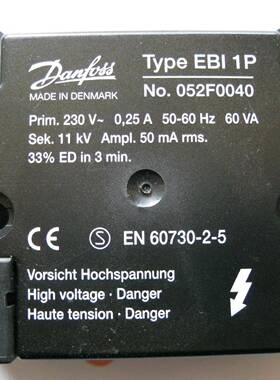 Danfoss
MADE IN DENMARK
Type EBI 1P
No. 052F0040
Prim. 230 V~ 0,25 A 50-60 Hz 60 VA
Sek. 11 kV Ampl. 50 mA rms.
33% ED in 3 min.
CE S EN 60730-2-5
Vorsicht Hochspannung
High voltage · Danger
Haute tension · Danger